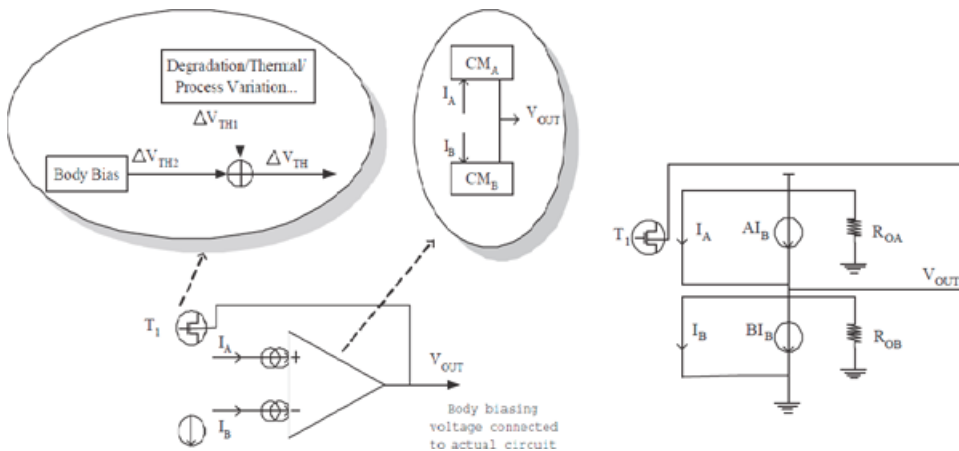 Degradation/Thermal/
Process Variation...
ΔV_TH1
ΔV_TH2
ΔV_TH
Body Bias
CM_A
I_A
V_OUT
I_B
CM_B
T_1
I_A
+
V_OUT
−
I_B
Body biasing
voltage connected
to actual circuit
T_1
I_A
AI_B
R_OA
V_OUT
I_B
BI_B
R_OB